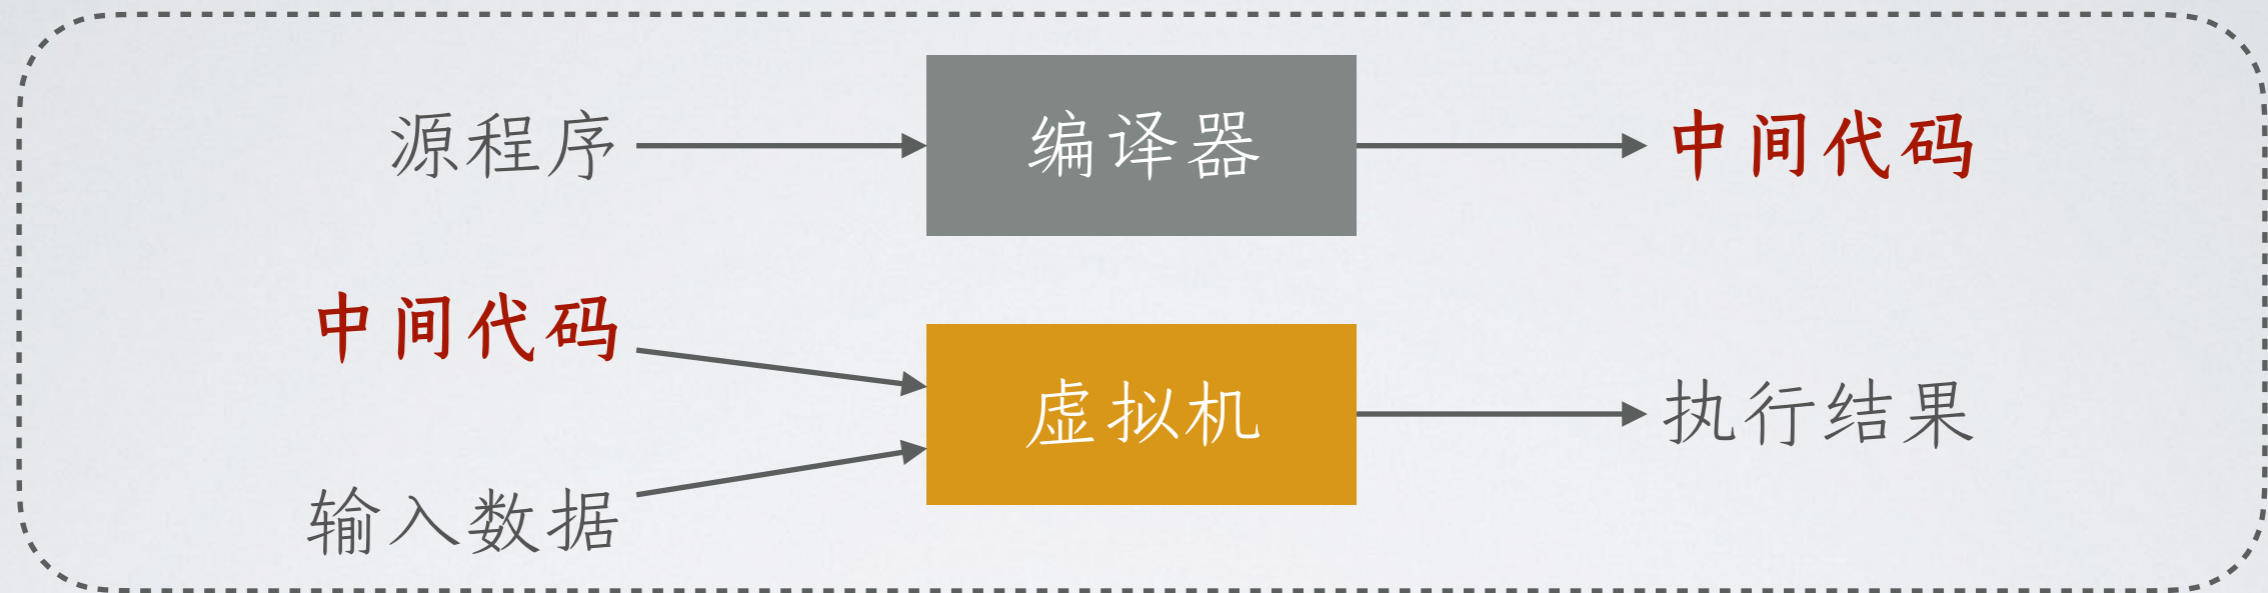 源程序
编译器
中间代码
中间代码
虚拟机
执行结果
输入数据